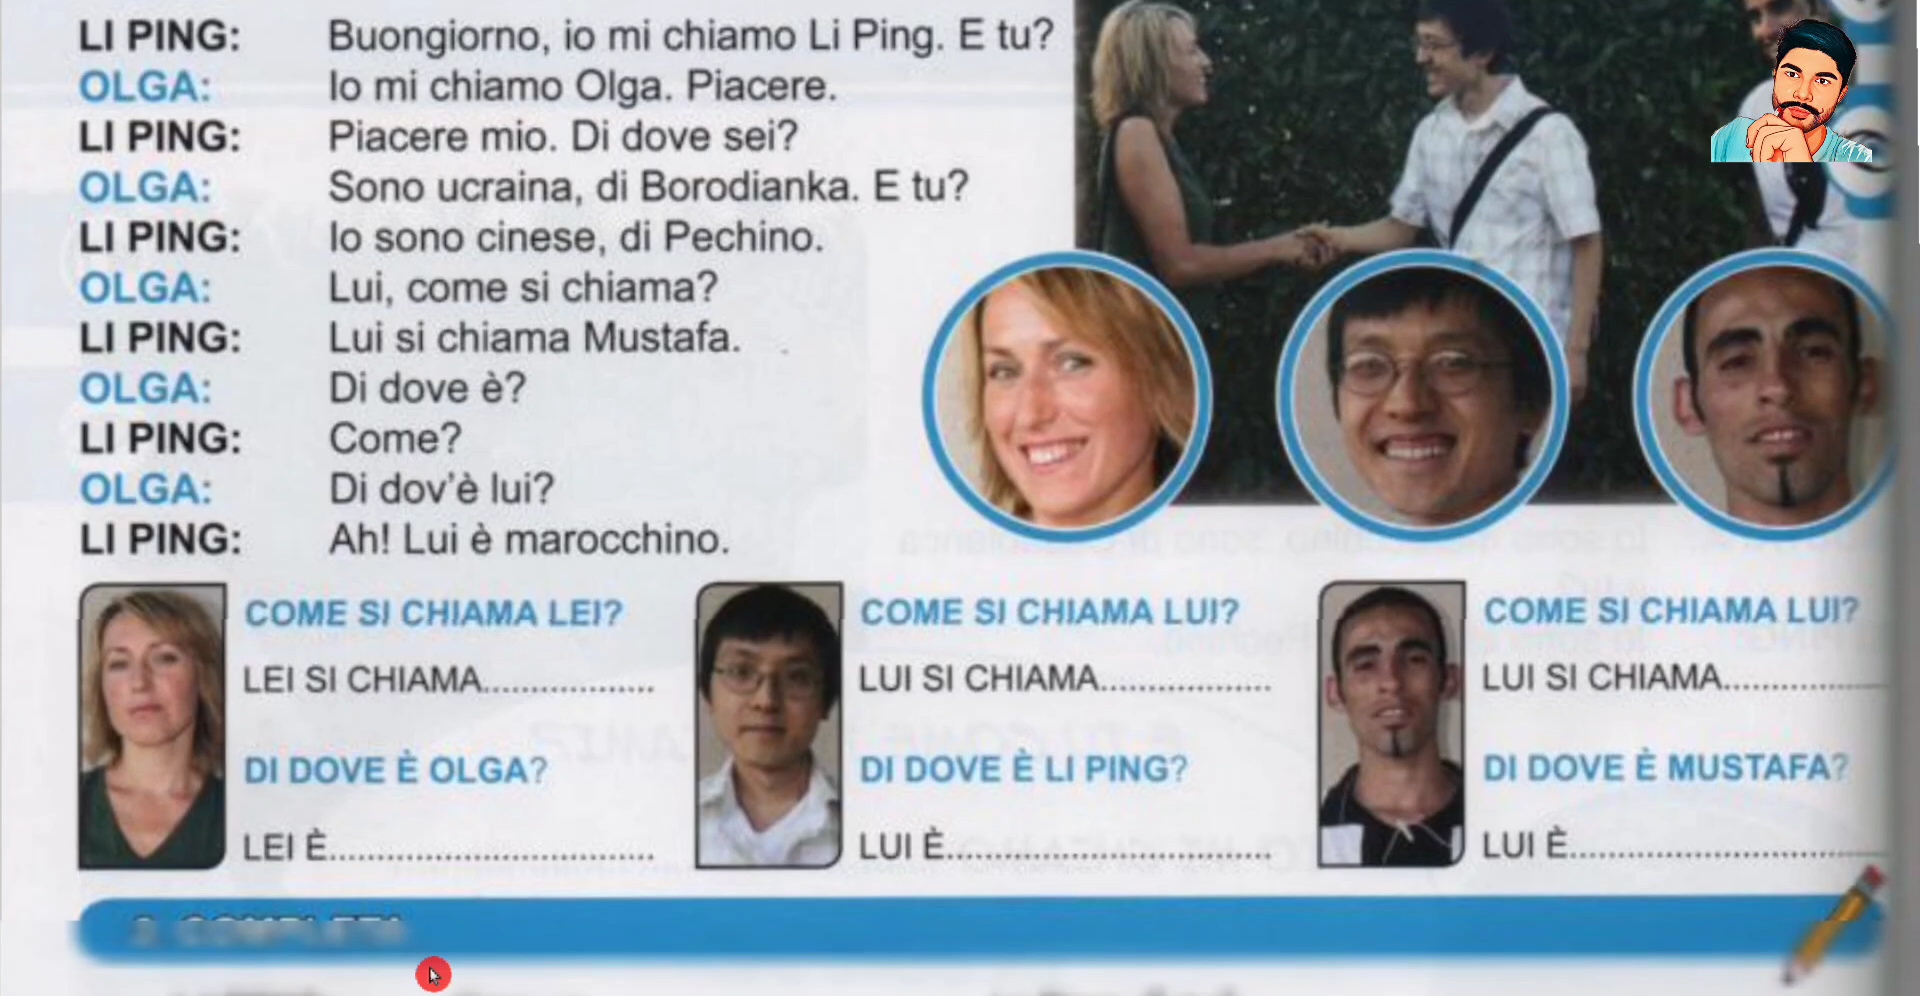 LI PING: Buongiorno, io mi chiamo Li Ping. E tu?
OLGA: Io mi chiamo Olga. Piacere.
LI PING: Piacere mio. Di dove sei?
OLGA: Sono ucraina, di Borodianka. E tu?
LI PING: Io sono cinese, di Pechino.
OLGA: Lui, come si chiama?
LI PING: Lui si chiama Mustafa.
OLGA: Di dove è?
LI PING: Come?
OLGA: Di dov'è lui?
LI PING: Ah! Lui è marocchino.
COME SI CHIAMA LEI?
LEI SI CHIAMA..................
DI DOVE È OLGA?
LEI È..................................
COME SI CHIAMA LUI?
LUI SI CHIAMA..................
DI DOVE È LI PING?
LUI È..................................
COME SI CHIAMA LUI?
LUI SI CHIAMA.................
DI DOVE È MUSTAFA?
LUI È.................................
COMPLETA